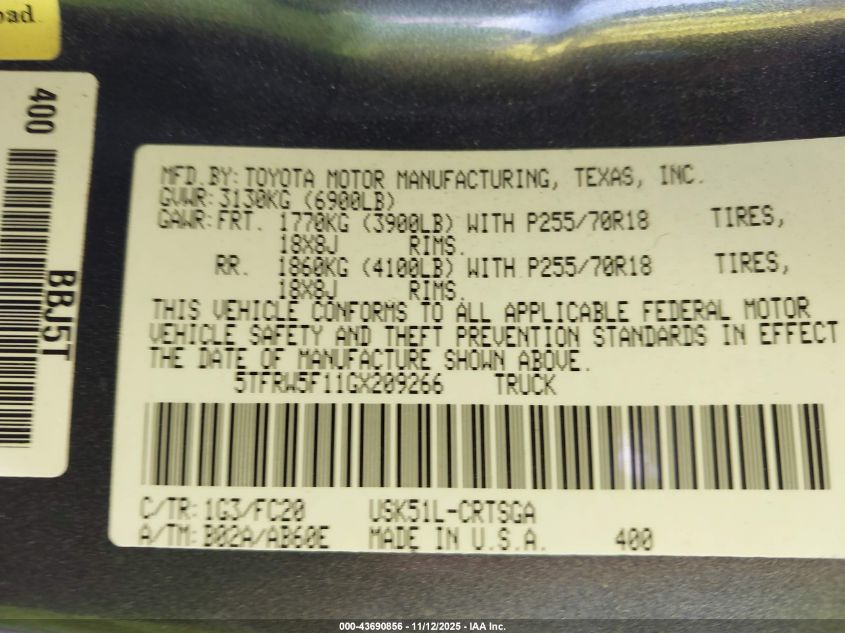 oad
400
BBJ5T
MFD.BY: TOYOTA MOTOR MANUFACTURING, TEXAS, INC.
GVWR: 3130KG (6900LB)
GAWR: FRT. 1770KG (3900LB) WITH P255/70R18 TIRES,
18X8J RIMS.
RR. 1860KG (4100LB) WITH P255/70R18 TIRES,
18X8J RIMS.
THIS VEHICLE CONFORMS TO ALL APPLICABLE FEDERAL MOTOR
VEHICLE SAFETY AND THEFT PREVENTION STANDARDS IN EFFECT
THE DATE OF MANUFACTURE SHOWN ABOVE.
5TFRW5F11GX209266 TRUCK
C/TR: 1G3/FC20 USK51L-CRTSGA
A/TM: B02A/AB60E MADE IN U.S.A. 400
000-43690856 - 11/12/2025 - IAA Inc.